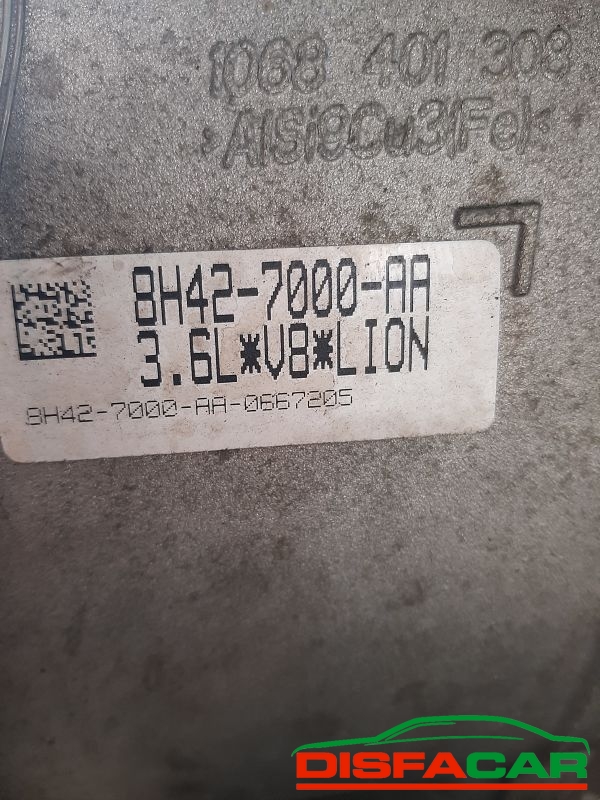 1068 401 308
>AlSi9Cu3(Fe)<
8H42-7000-AA
3.6L*V8*LION
8H42-7000-AA-0667205
DISFACAR